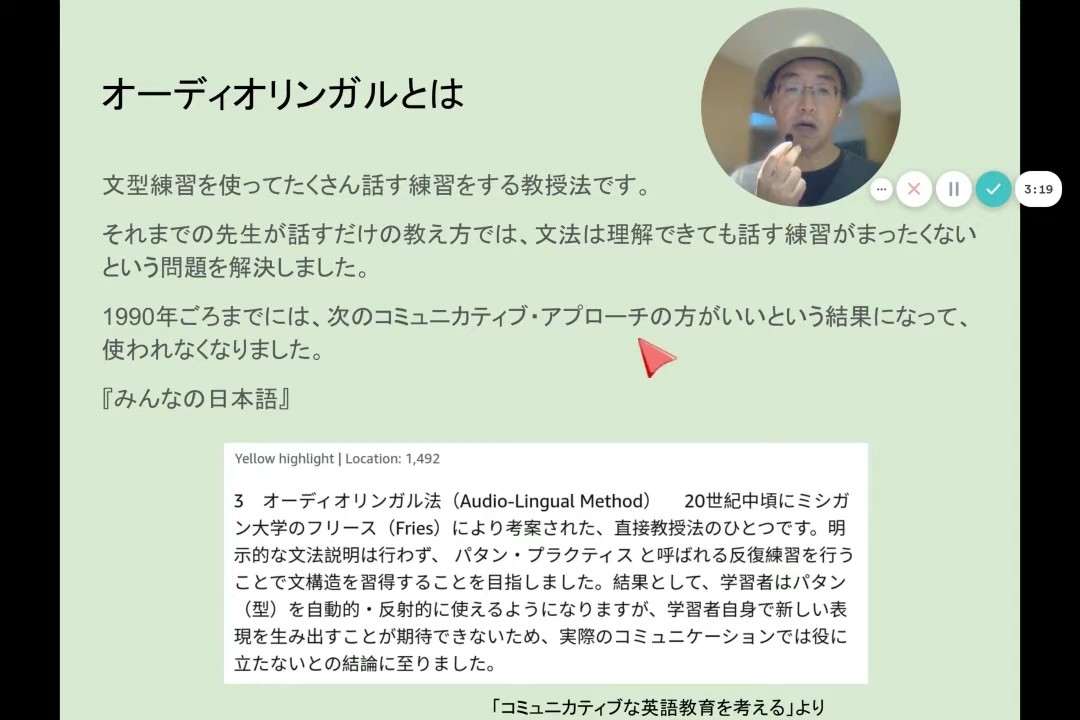 オーディオリンガルとは
文型練習を使ってたくさん話す練習をする教授法です。
それまでの先生が話すだけの教え方では、文法は理解できても話す練習がまったくない
という問題を解決しました。
1990年ごろまでには、次のコミュニカティブ・アプローチの方がいいという結果になって、
使われなくなりました。
『みんなの日本語』
3:19
Yellow highlight | Location: 1,492
3 オーディオリンガル法（Audio-Lingual Method） 20世紀中頃にミシガ
ン大学のフリース（Fries）により考案された、直接教授法のひとつです。明
示的な文法説明は行わず、 パタン・プラクティス と呼ばれる反復練習を行う
ことで文構造を習得することを目指しました。結果として、学習者はパタン
（型）を自動的・反射的に使えるようになりますが、学習者自身で新しい表
現を生み出すことが期待できないため、実際のコミュニケーションでは役に
立たないとの結論に至りました。
「コミュニカティブな英語教育を考える」より